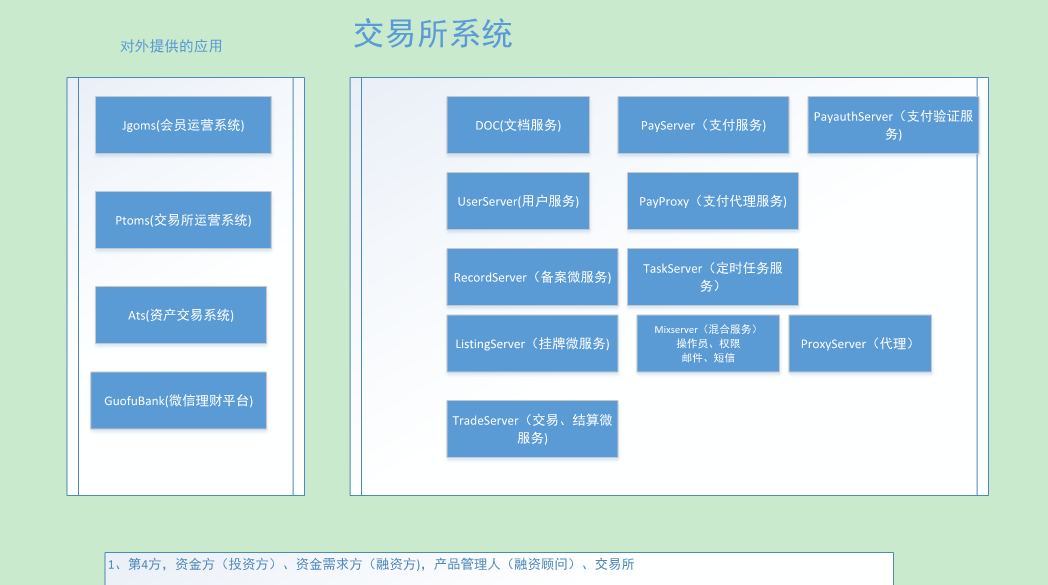 交易所系统
对外提供的应用
Jgoms(会员运营系统)
Ptoms(交易所运营系统)
Ats(资产交易系统)
GuofuBank(微信理财平台)
DOC(文档服务)
PayServer（支付服务)
PayauthServer（支付验证服
务)
UserServer(用户服务)
PayProxy（支付代理服务)
RecordServer（备案微服务)
TaskServer（定时任务服
务）
ListingServer（挂牌微服务)
Mixserver（混合服务）
操作员、权限
邮件、短信
ProxyServer（代理）
TradeServer（交易、结算微
服务)
1、第4方，资金方（投资方）、资金需求方（融资方)，产品管理人（融资顾问）、交易所